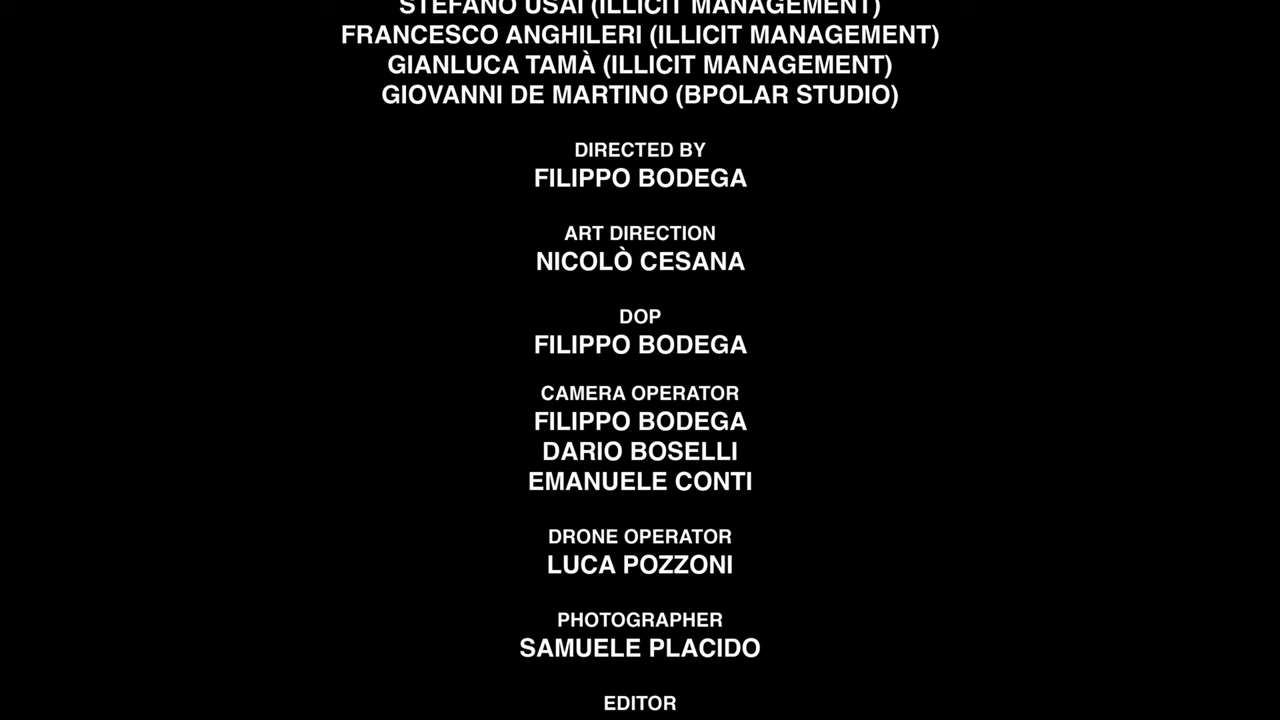 STEFANO USAI (ILLICIT MANAGEMENT)
FRANCESCO ANGHILERI (ILLICIT MANAGEMENT)
GIANLUCA TAMÀ (ILLICIT MANAGEMENT)
GIOVANNI DE MARTINO (BPOLAR STUDIO)
DIRECTED BY
FILIPPO BODEGA
ART DIRECTION
NICOLÒ CESANA
DOP
FILIPPO BODEGA
CAMERA OPERATOR
FILIPPO BODEGA
DARIO BOSELLI
EMANUELE CONTI
DRONE OPERATOR
LUCA POZZONI
PHOTOGRAPHER
SAMUELE PLACIDO
EDITOR